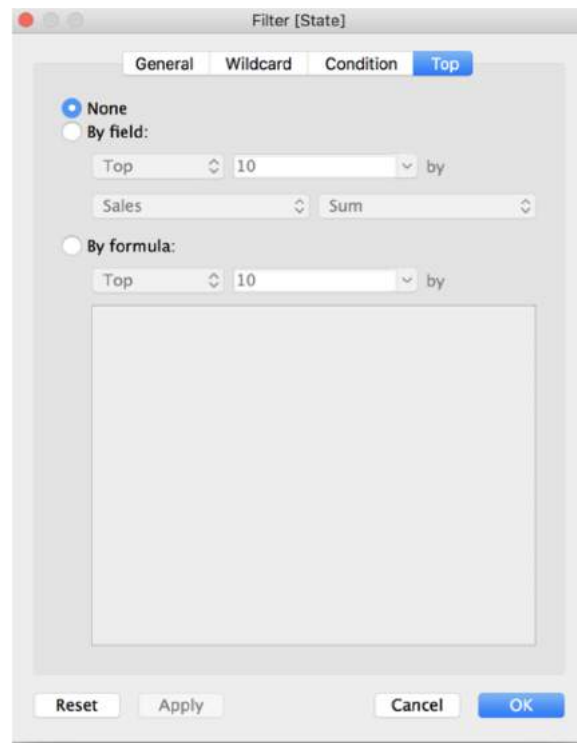 Filter [State]
General Wildcard Condition Top
None
By field:
Top 10 by
Sales Sum
By formula:
Top 10 by
Reset Apply Cancel OK